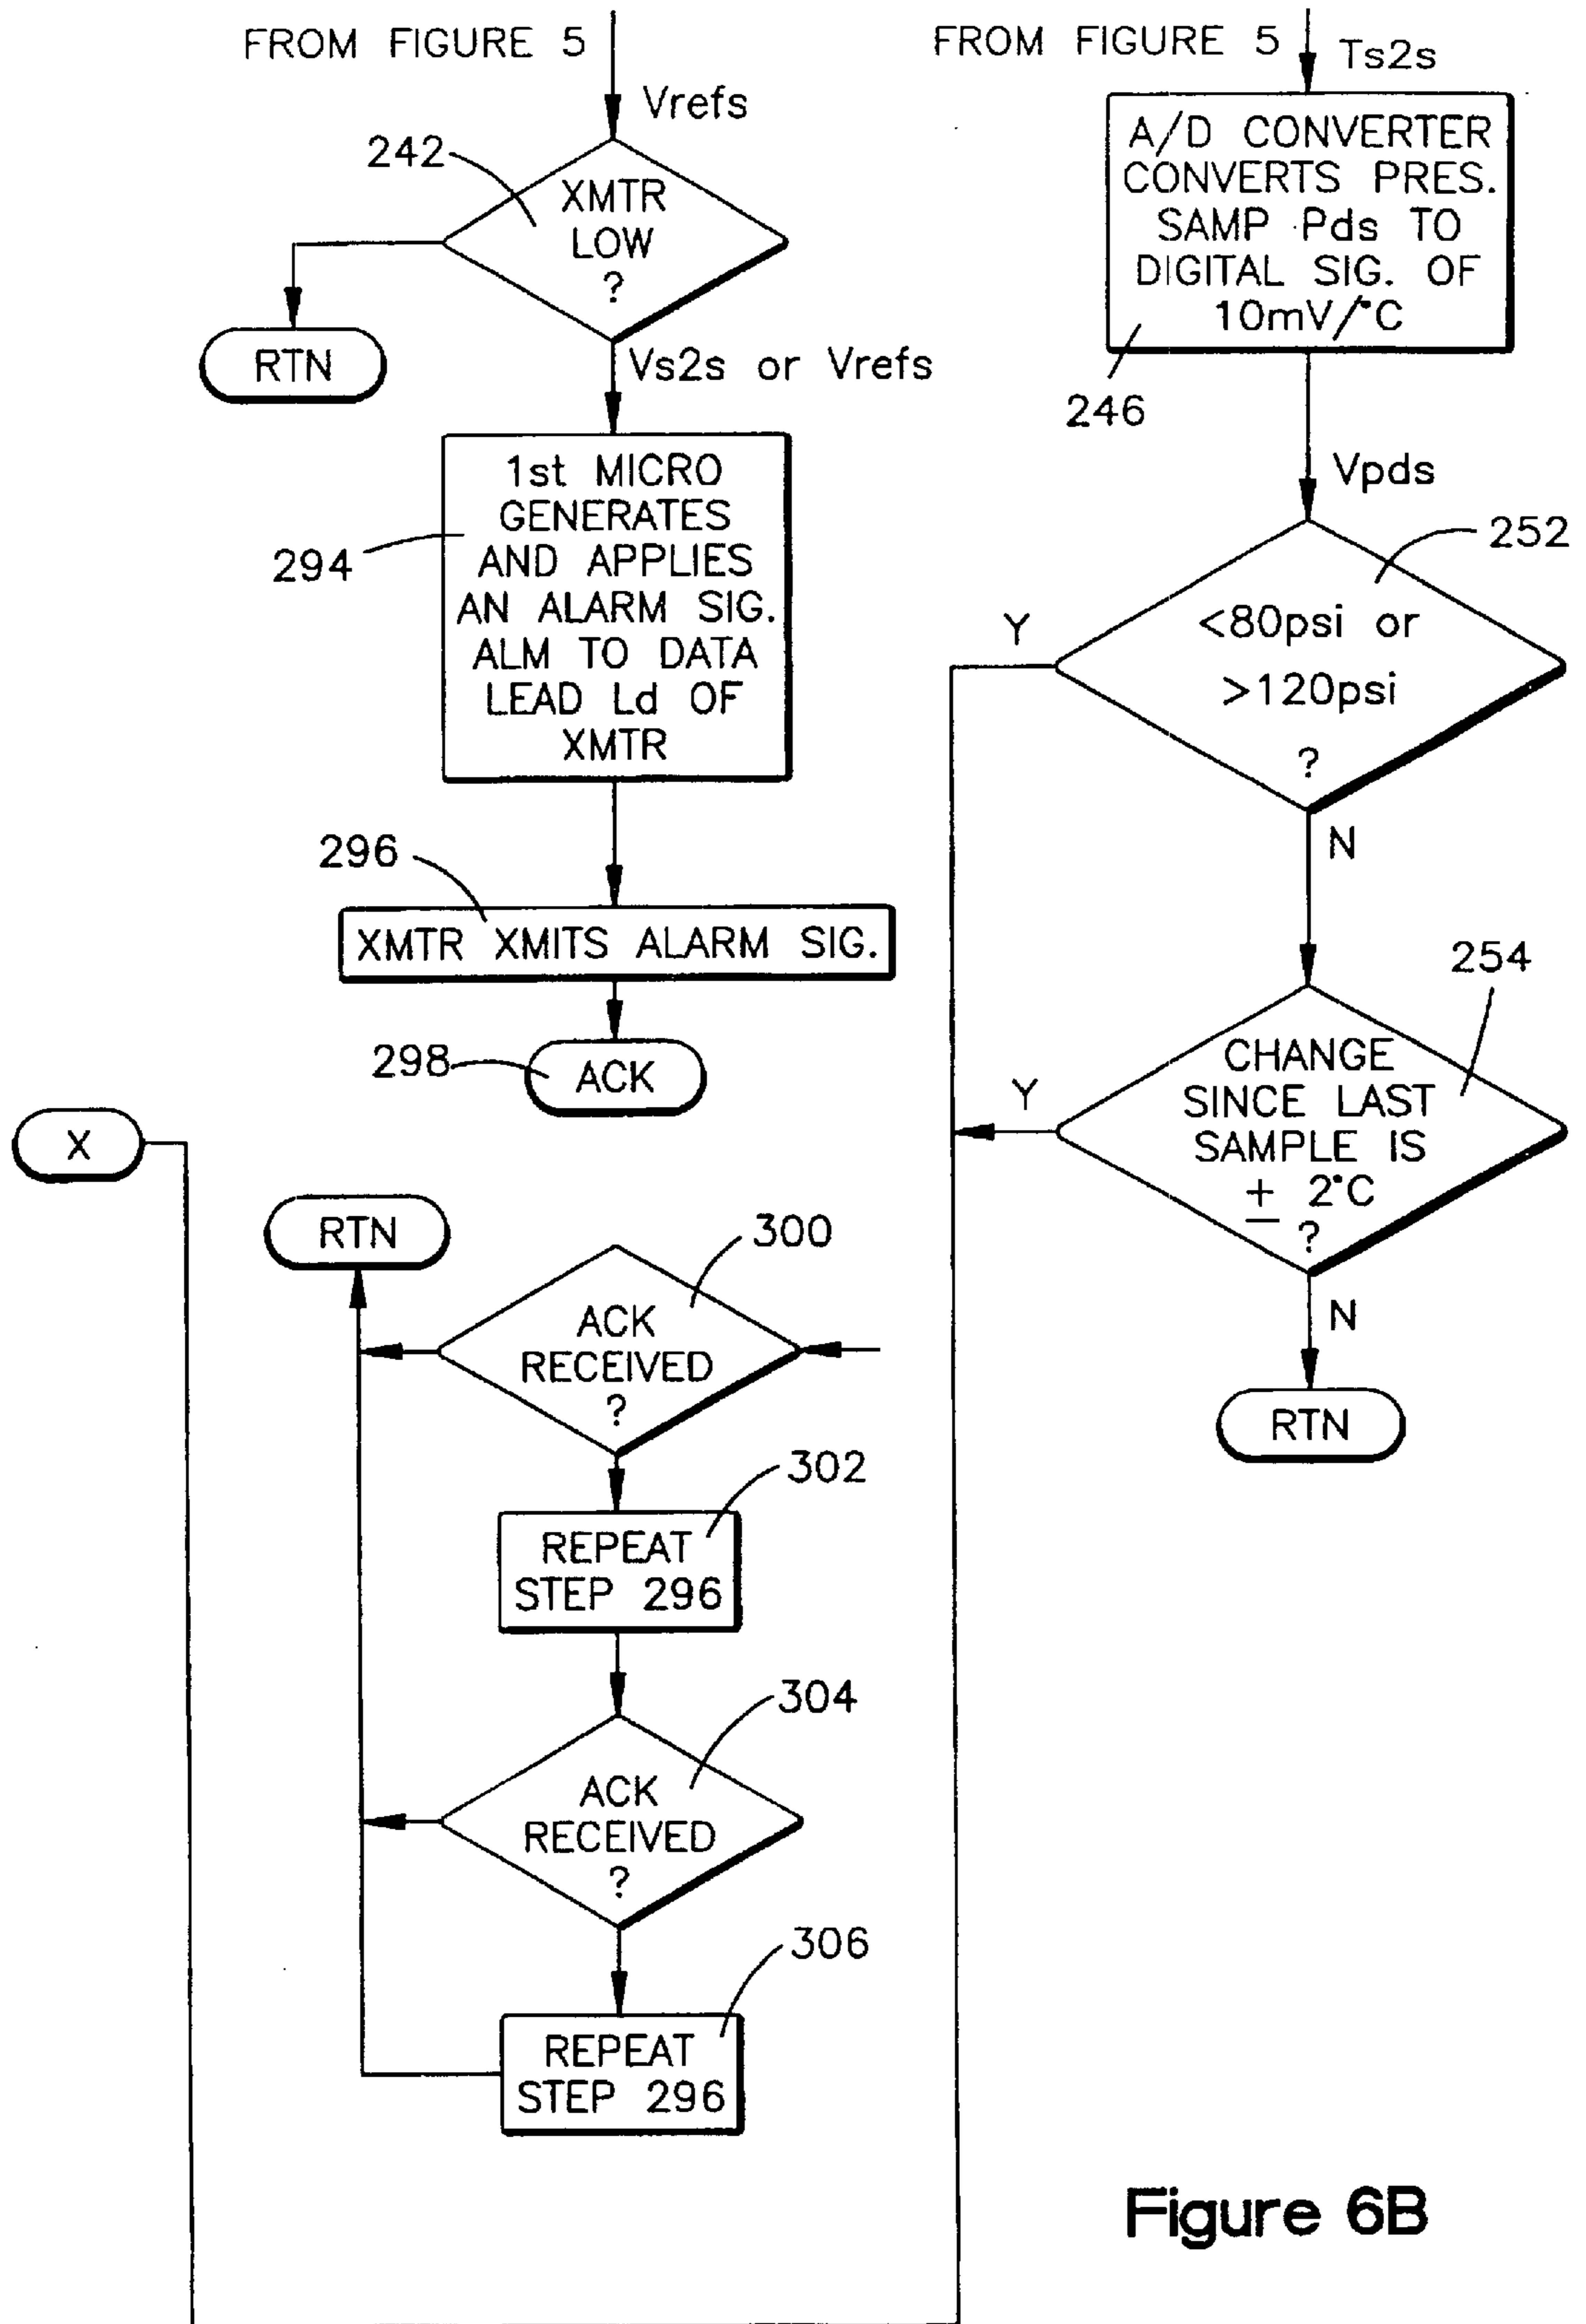 FROM FIGURE 5
Vrefs
242
XMTR
LOW
?
RTN
Vs2s or Vrefs
1st MICRO
GENERATES
AND APPLIES
AN ALARM SIG.
ALM TO DATA
LEAD Ld OF
XMTR
294
296
XMTR XMITS ALARM SIG.
298
ACK
X
RTN
300
ACK
RECEIVED
?
302
REPEAT
STEP 296
304
ACK
RECEIVED
?
306
REPEAT
STEP 296
FROM FIGURE 5
Ts2s
A/D CONVERTER
CONVERTS PRES.
SAMP Pds TO
DIGITAL SIG. OF
10mV/°C
246
Vpds
252
<80psi or
>120psi
?
Y
N
254
CHANGE
SINCE LAST
SAMPLE IS
± 2°C
?
Y
N
RTN
Figure 6B